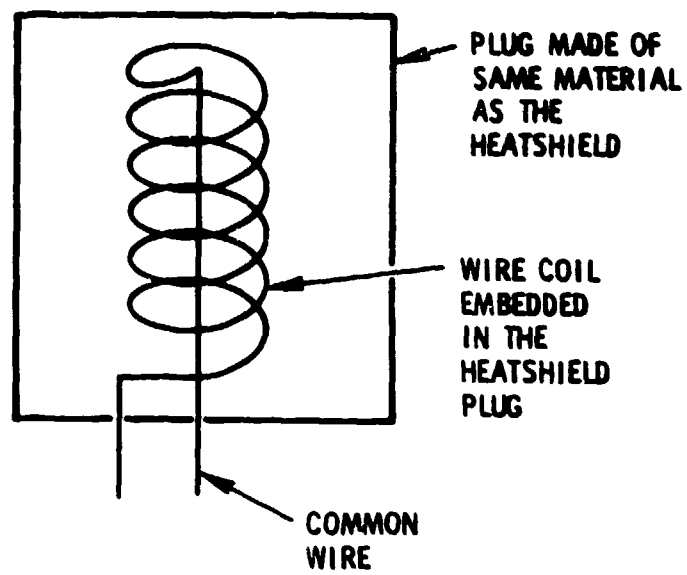 PLUG MADE OF
SAME MATERIAL
AS THE
HEATSHIELD
WIRE COIL
EMBEDDED
IN THE
HEATSHIELD
PLUG
COMMON
WIRE